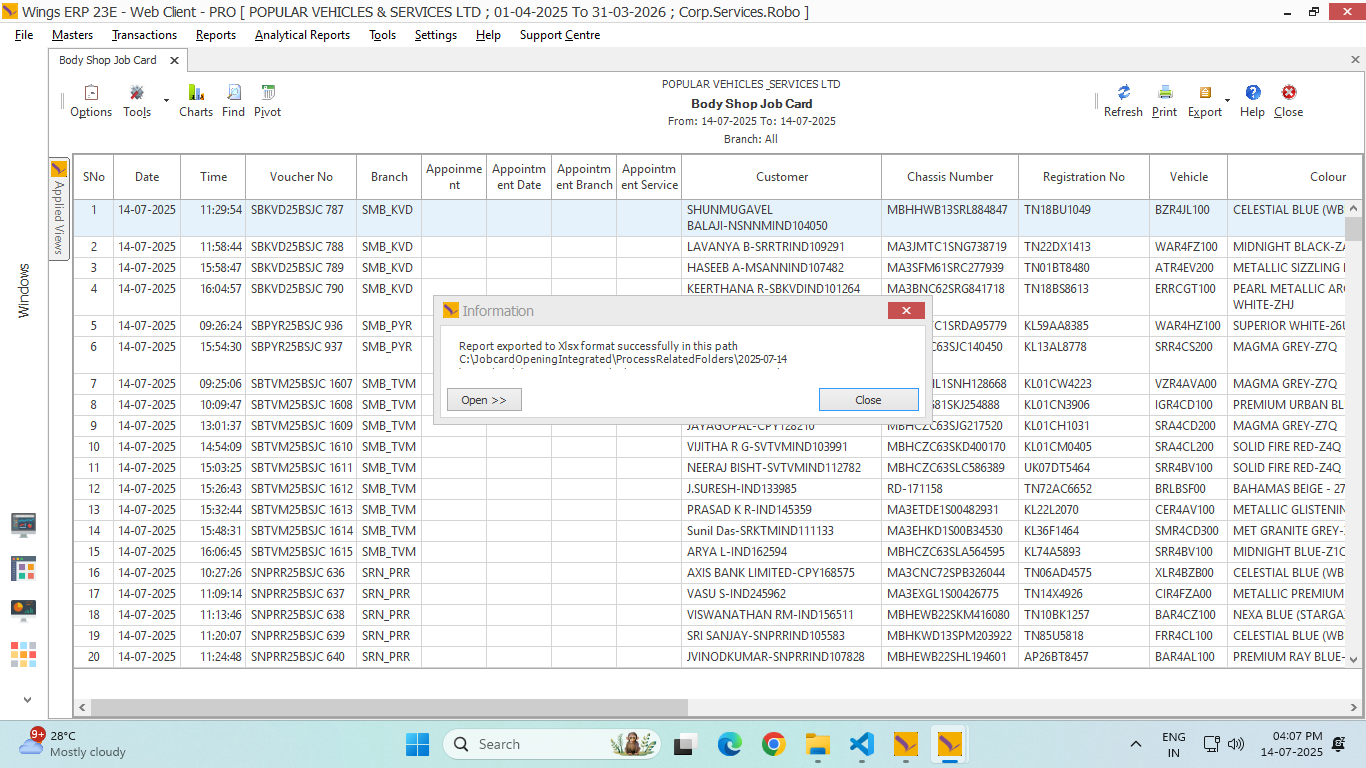 Wings ERP 23E - Web Client - PRO [ POPULAR VEHICLES & SERVICES LTD ; 01-04-2025 To 31-03-2026 ; Corp.Services.Robo ]
File Masters Transactions Reports Analytical Reports Tools Settings Help Support Centre
Body Shop Job Card
POPULAR VEHICLES_SERVICES LTD
Body Shop Job Card
From: 14-07-2025 To: 14-07-2025
Branch: All
Options Tools Charts Find Pivot
Refresh Print Export Help Close
Applied Views
Windows
SNo Date Time Voucher No Branch Appoinment Appointment Date Appointment Branch Appointment Service Customer Chassis Number Registration No Vehicle Colour
1 14-07-2025 11:29:54 SBKVD25BSJC 787 SMB_KVD SHUNMUGAVEL BALAJI-NSNNMIND104050 MBHHWB13SRL884847 TN18BU1049 BZR4JL100 CELESTIAL BLUE (WB
2 14-07-2025 11:58:44 SBKVD25BSJC 788 SMB_KVD LAVANYA B-SRRTRIND109291 MA3JMTC1SNG738719 TN22DX1413 WAR4FZ100 MIDNIGHT BLACK-ZA
3 14-07-2025 15:58:47 SBKVD25BSJC 789 SMB_KVD HASEEB A-MSANNIND107482 MA3SFM61SRC277939 TN01BT8480 ATR4EV200 METALLIC SIZZLING
4 14-07-2025 16:04:57 SBKVD25BSJC 790 SMB_KVD KEERTHANA R-SBKVDIND101264 MA3BNC62SRG841718 TN18BS8613 ERRCGT100 PEARL METALLIC ARC WHITE-ZHJ
5 14-07-2025 09:26:24 SBPYR25BSJC 936 SMB_PYR TC1SRDA95779 KL59AA8385 WAR4HZ100 SUPERIOR WHITE-26U
6 14-07-2025 15:54:30 SBPYR25BSJC 937 SMB_PYR C63SJC140450 KL13AL8778 SRR4CS200 MAGMA GREY-Z7Q
7 14-07-2025 09:25:06 SBTVM25BSJC 1607 SMB_TVM L1SNH128668 KL01CW4223 VZR4AVA00 MAGMA GREY-Z7Q
8 14-07-2025 10:09:47 SBTVM25BSJC 1608 SMB_TVM 81SKJ254888 KL01CN3906 IGR4CD100 PREMIUM URBAN BL
9 14-07-2025 13:01:37 SBTVM25BSJC 1609 SMB_TVM JAYAGOPAL-CPY128210 MBHCZC63SJG217520 KL01CH1031 SRA4CD200 MAGMA GREY-Z7Q
10 14-07-2025 14:54:09 SBTVM25BSJC 1610 SMB_TVM VIJITHA R G-SVTVMIND103991 MBHCZC63SKD400170 KL01CM0405 SRA4CL200 SOLID FIRE RED-Z4Q
11 14-07-2025 15:03:25 SBTVM25BSJC 1611 SMB_TVM NEERAJ BISHT-SVTVMIND112782 MBHCZC63SLC586389 UK07DT5464 SRR4BV100 SOLID FIRE RED-Z4Q
12 14-07-2025 15:26:43 SBTVM25BSJC 1612 SMB_TVM J.SURESH-IND133985 RD-171158 TN72AC6652 BRLBSF00 BAHAMAS BEIGE - 27
13 14-07-2025 15:32:44 SBTVM25BSJC 1613 SMB_TVM PRASAD K R-IND145359 MA3ETDE1S00482931 KL22L2070 CER4AV100 METALLIC GLISTENIN
14 14-07-2025 15:48:31 SBTVM25BSJC 1614 SMB_TVM Sunil Das-SRKTMIND111133 MA3EHKD1S00B34530 KL36F1464 SMR4CD300 MET GRANITE GREY-
15 14-07-2025 16:06:45 SBTVM25BSJC 1615 SMB_TVM ARYA L-IND162594 MBHCZC63SLA564595 KL74A5893 SRR4BV100 MIDNIGHT BLUE-Z1C
16 14-07-2025 10:27:26 SNPRR25BSJC 636 SRN_PRR AXIS BANK LIMITED-CPY168575 MA3CNC72SPB326044 TN06AD4575 XLR4BZB00 CELESTIAL BLUE (WB
17 14-07-2025 11:09:14 SNPRR25BSJC 637 SRN_PRR VASU S-IND245962 MA3EXGL1S00426775 TN14X4926 CIR4FZA00 METALLIC PREMIUM
18 14-07-2025 11:13:46 SNPRR25BSJC 638 SRN_PRR VISWANATHAN RM-IND156511 MBHEWB22SKM416080 TN10BK1257 BAR4CZ100 NEXA BLUE (STARGA
19 14-07-2025 11:20:07 SNPRR25BSJC 639 SRN_PRR SRI SANJAY-SNPRRIND105583 MBHKWD13SPM203922 TN85U5818 FRR4CL100 CELESTIAL BLUE (WB
20 14-07-2025 11:24:48 SNPRR25BSJC 640 SRN_PRR JVINODKUMAR-SNPRRIND107828 MBHEWB22SHL194601 AP26BT8457 BAR4AL100 PREMIUM RAY BLUE-
Information
Report exported to Xlsx format successfully in this path
C:\JobcardOpeningIntegrated\ProcessRelatedFolders\2025-07-14
Open >> Close
9+ 28°C
Mostly cloudy
Search
ENG
IN
04:07 PM
14-07-2025